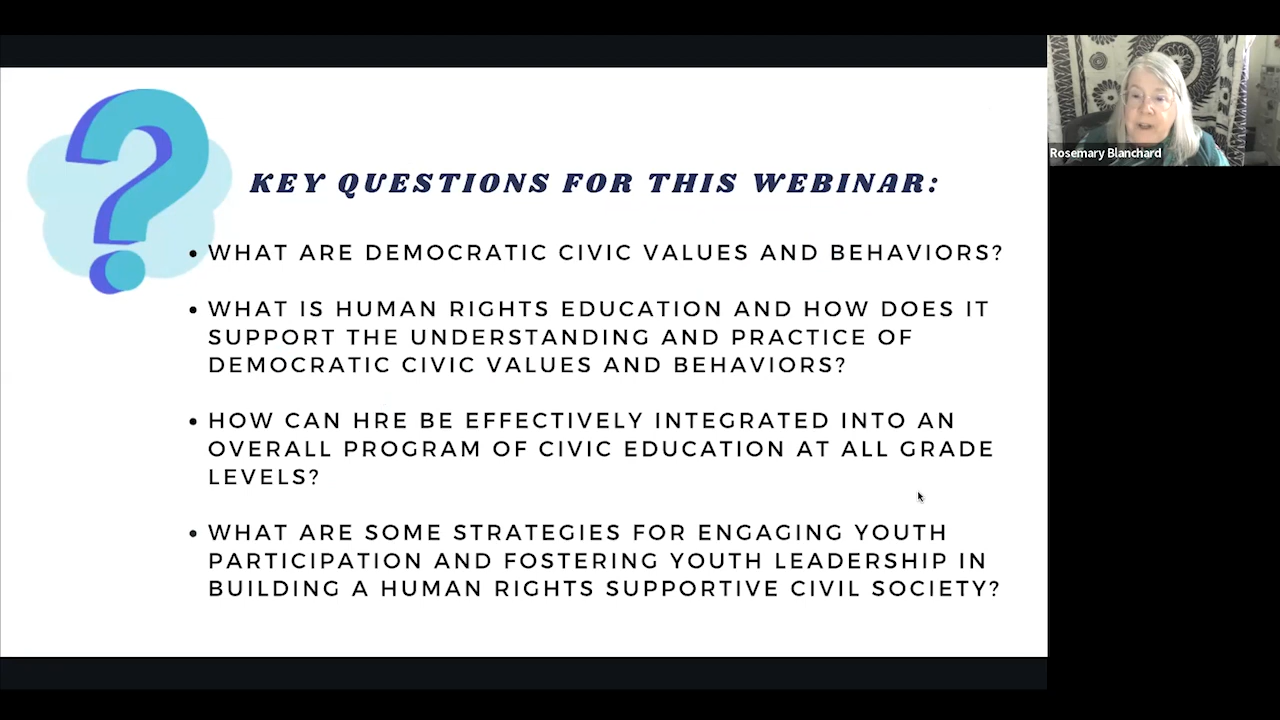 KEY QUESTIONS FOR THIS WEBINAR:
• WHAT ARE DEMOCRATIC CIVIC VALUES AND BEHAVIORS?
• WHAT IS HUMAN RIGHTS EDUCATION AND HOW DOES IT
SUPPORT THE UNDERSTANDING AND PRACTICE OF
DEMOCRATIC CIVIC VALUES AND BEHAVIORS?
• HOW CAN HRE BE EFFECTIVELY INTEGRATED INTO AN
OVERALL PROGRAM OF CIVIC EDUCATION AT ALL GRADE
LEVELS?
• WHAT ARE SOME STRATEGIES FOR ENGAGING YOUTH
PARTICIPATION AND FOSTERING YOUTH LEADERSHIP IN
BUILDING A HUMAN RIGHTS SUPPORTIVE CIVIL SOCIETY?
Rosemary Blanchard